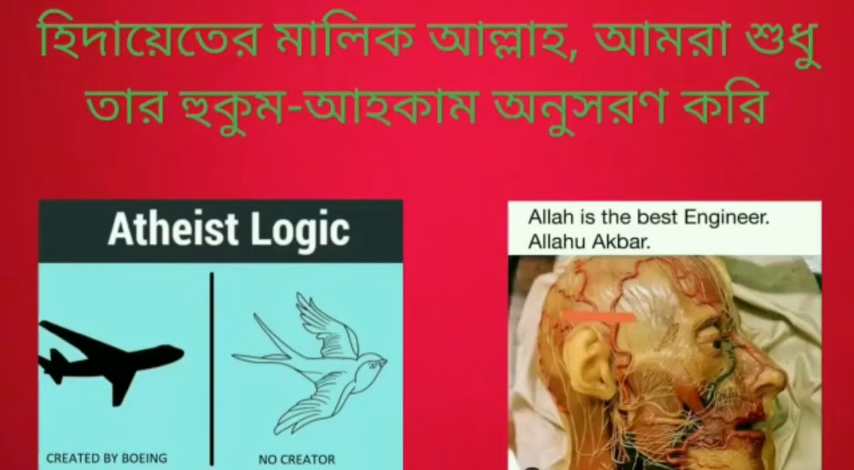 হিদায়েতের মালিক আল্লাহ, আমরা শুধু
তার হুকুম-আহকাম অনুসরণ করি
Atheist Logic
CREATED BY BOEING
NO CREATOR
Allah is the best Engineer.
Allahu Akbar.